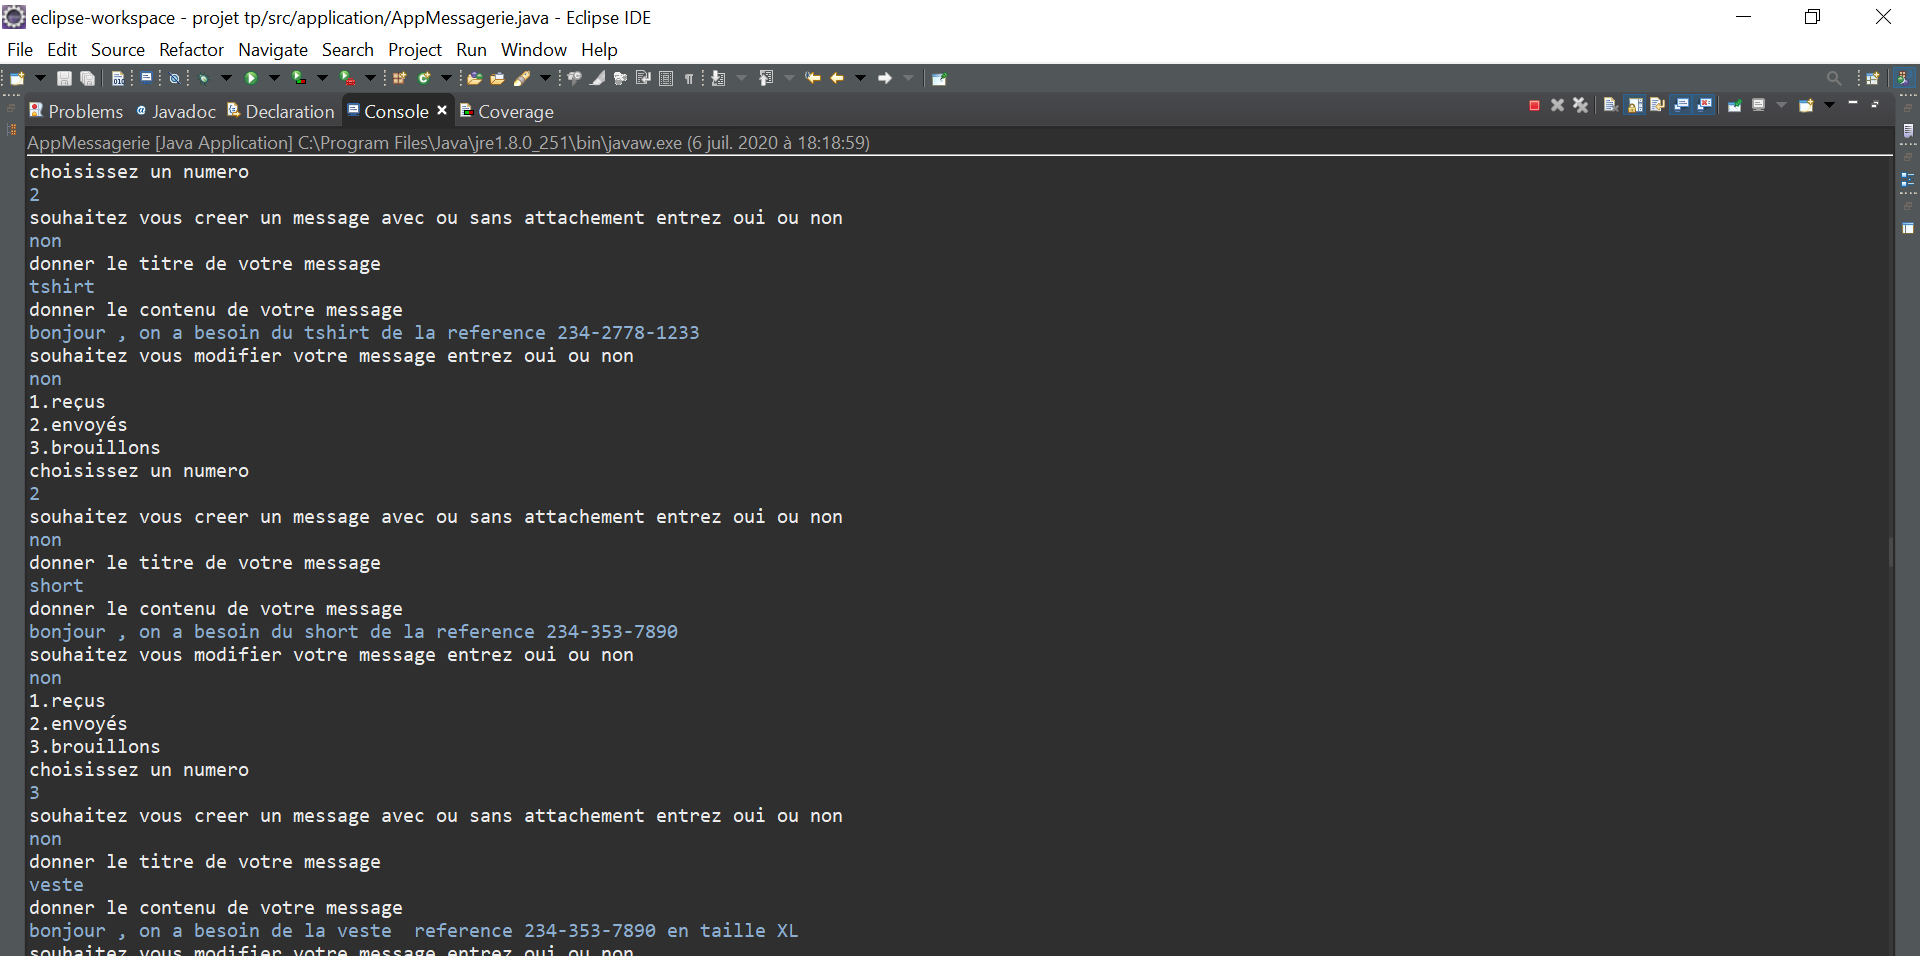 eclipse-workspace - projet tp/src/application/AppMessagerie.java - Eclipse IDE
File Edit Source Refactor Navigate Search Project Run Window Help
Problems Javadoc Declaration Console Coverage
AppMessagerie [Java Application] C:\Program Files\Java\jre1.8.0_251\bin\javaw.exe (6 juil. 2020 à 18:18:59)
choisissez un numero
2
souhaitez vous creer un message avec ou sans attachement entrez oui ou non
non
donner le titre de votre message
tshirt
donner le contenu de votre message
bonjour , on a besoin du tshirt de la reference 234-2778-1233
souhaitez vous modifier votre message entrez oui ou non
non
1.reçus
2.envoyés
3.brouillons
choisissez un numero
2
souhaitez vous creer un message avec ou sans attachement entrez oui ou non
non
donner le titre de votre message
short
donner le contenu de votre message
bonjour , on a besoin du short de la reference 234-353-7890
souhaitez vous modifier votre message entrez oui ou non
non
1.reçus
2.envoyés
3.brouillons
choisissez un numero
3
souhaitez vous creer un message avec ou sans attachement entrez oui ou non
non
donner le titre de votre message
veste
donner le contenu de votre message
bonjour , on a besoin de la veste  reference 234-353-7890 en taille XL
souhaitez vous modifier votre message entrez oui ou non